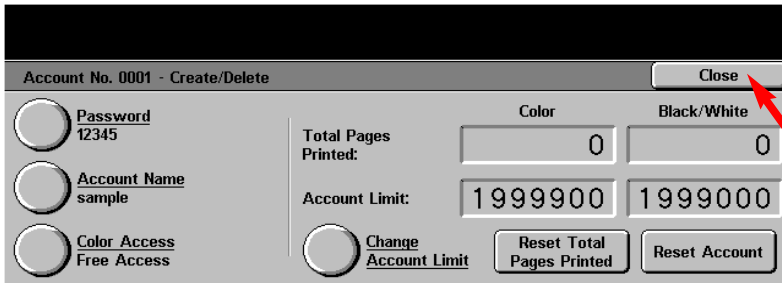 Account No. 0001 - Create/Delete
Close
Password
12345
Account Name
sample
Color Access
Free Access
Color
Black/White
Total Pages
Printed:
0
0
Account Limit:
1999900
1999000
Change
Account Limit
Reset Total
Pages Printed
Reset Account